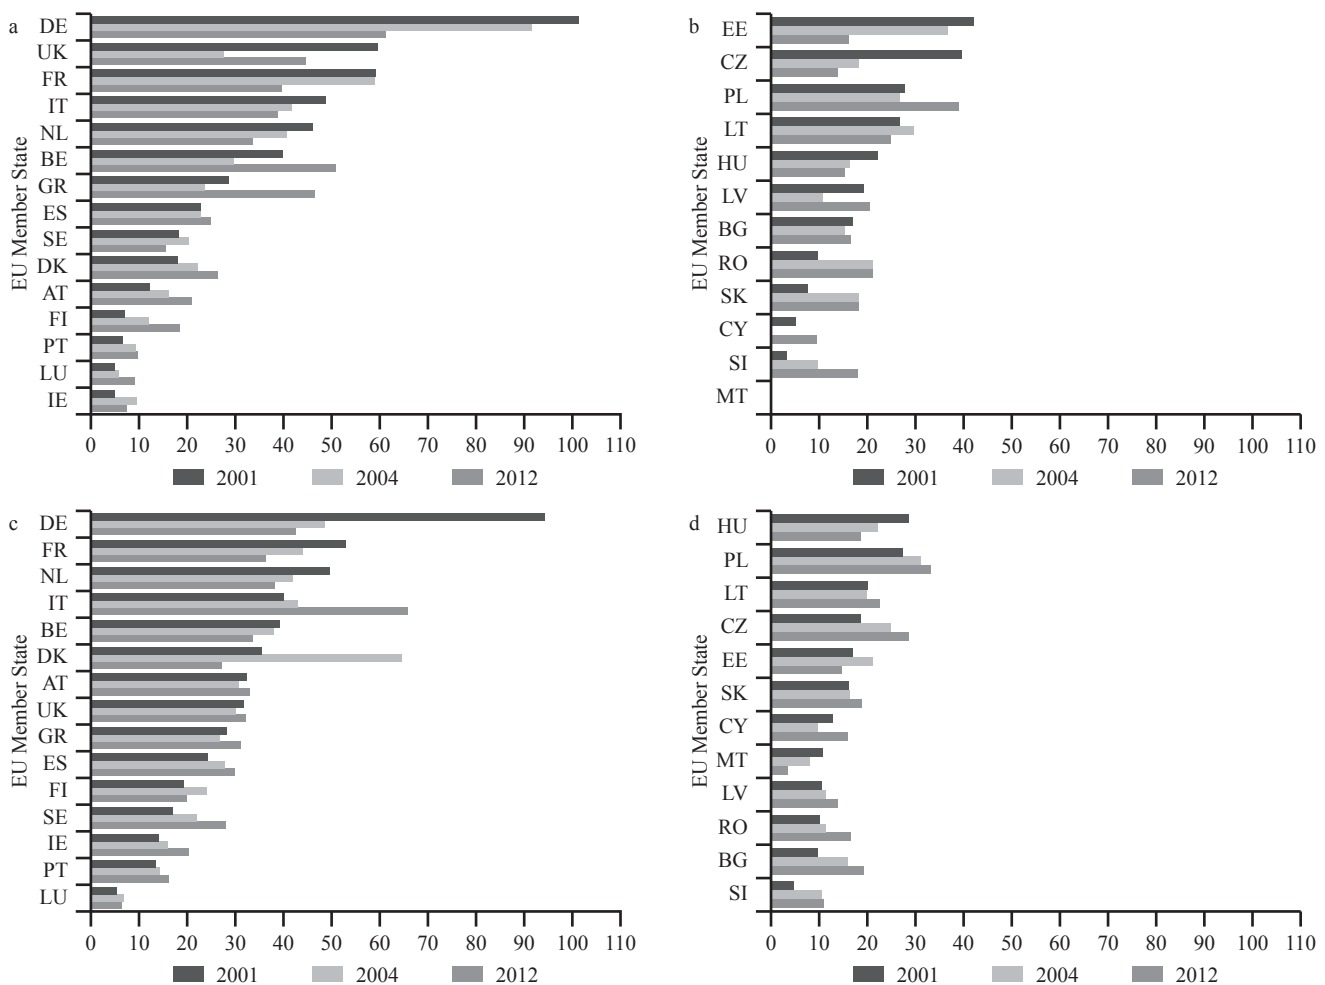 a
EU Member State
DE
UK
FR
IT
NL
BE
GR
ES
SE
DK
AT
FI
PT
LU
IE
0 10 20 30 40 50 60 70 80 90 100 110
2001 2004 2012
b
EU Member State
EE
CZ
PL
LT
HU
LV
BG
RO
SK
CY
SI
MT
0 10 20 30 40 50 60 70 80 90 100 110
2001 2004 2012
c
EU Member State
DE
FR
NL
IT
BE
DK
AT
UK
GR
ES
FI
SE
IE
PT
LU
0 10 20 30 40 50 60 70 80 90 100 110
2001 2004 2012
d
EU Member State
HU
PL
LT
CZ
EE
SK
CY
MT
LV
RO
BG
SI
0 10 20 30 40 50 60 70 80 90 100 110
2001 2004 2012